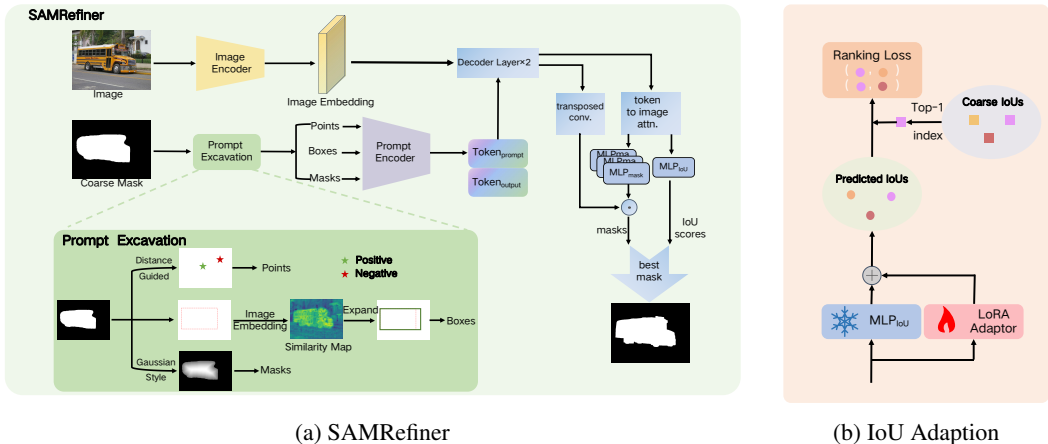 SAMRefiner
Image
Image
Encoder
Image Embedding
Decoder Layer×2
transposed
conv.
token
to image
attn.
Coarse Mask
Prompt
Excavation
Points
Boxes
Masks
Prompt
Encoder
Token_prompt
Token_output
MLPma
MLP_mask
MLP_IoU
masks
IoU
scores
best
mask
Prompt Excavation
Distance
Guided
Points
Positive
Negative
Image
Embedding
Similarity Map
Expand
Boxes
Gaussian
Style
Masks
(a) SAMRefiner
Ranking Loss
Top-1
index
Coarse IoUs
Predicted IoUs
MLP_IoU
LoRA
Adaptor
(b) IoU Adaption